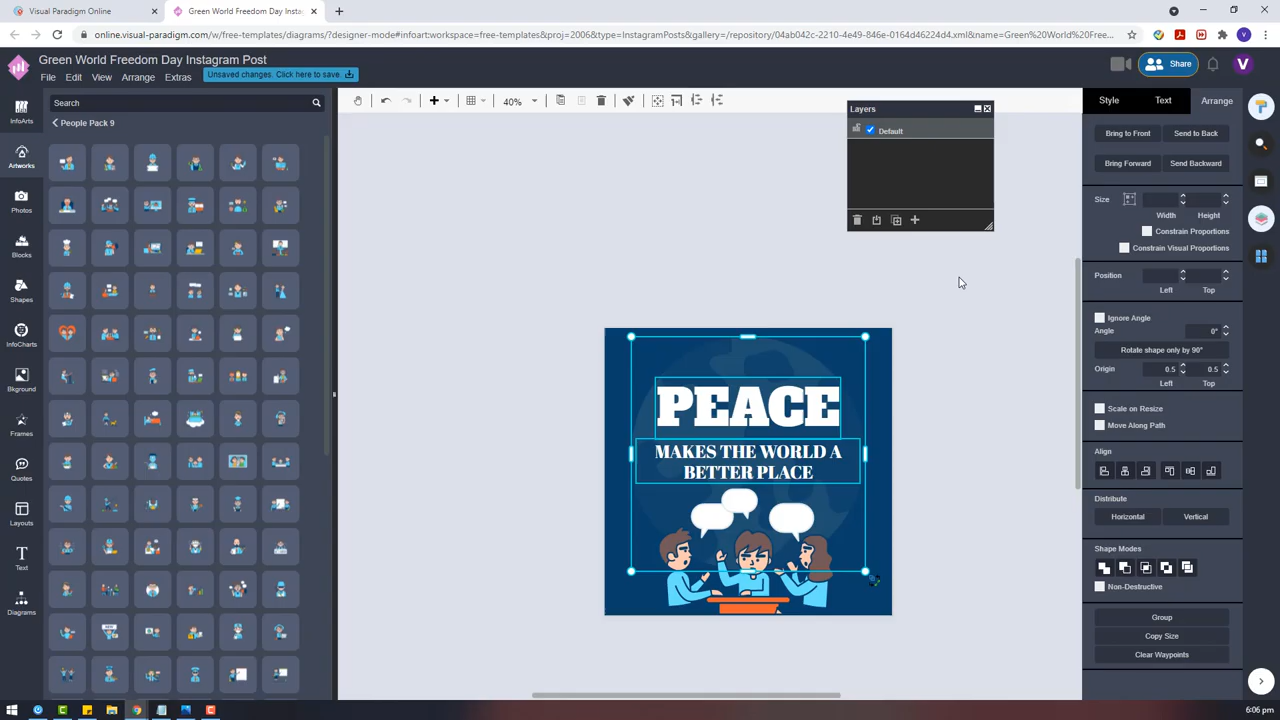 Visual Paradigm Online
Green World Freedom Day Instag
online.visual-paradigm.com/w/free-templates/diagrams/?designer-mode#infoart:workspace=free-templates&proj=2006&type=InstagramPosts&gallery=/repository/04ab042c-2210-4e49-846e-0164d46224d4.xml&name=Green%20World%20Free...
Green World Freedom Day Instagram Post
File
Edit
View
Arrange
Extras
Unsaved changes. Click here to save.
Share
V
InfoArts
Artworks
Photos
Blocks
Shapes
InfoCharts
Bkground
Frames
Quotes
Layouts
Text
Diagrams
Search
People Pack 9
40%
Layers
Default
PEACE
MAKES THE WORLD A
BETTER PLACE
Style
Text
Arrange
Bring to Front
Send to Back
Bring Forward
Send Backward
Size
Width
Height
Constrain Proportions
Constrain Visual Proportions
Position
Left
Top
Ignore Angle
Angle
0°
Rotate shape only by 90°
Origin
0.5
0.5
Left
Top
Scale on Resize
Move Along Path
Align
Distribute
Horizontal
Vertical
Shape Modes
Non-Destructive
Group
Copy Size
Clear Waypoints
6:06 pm